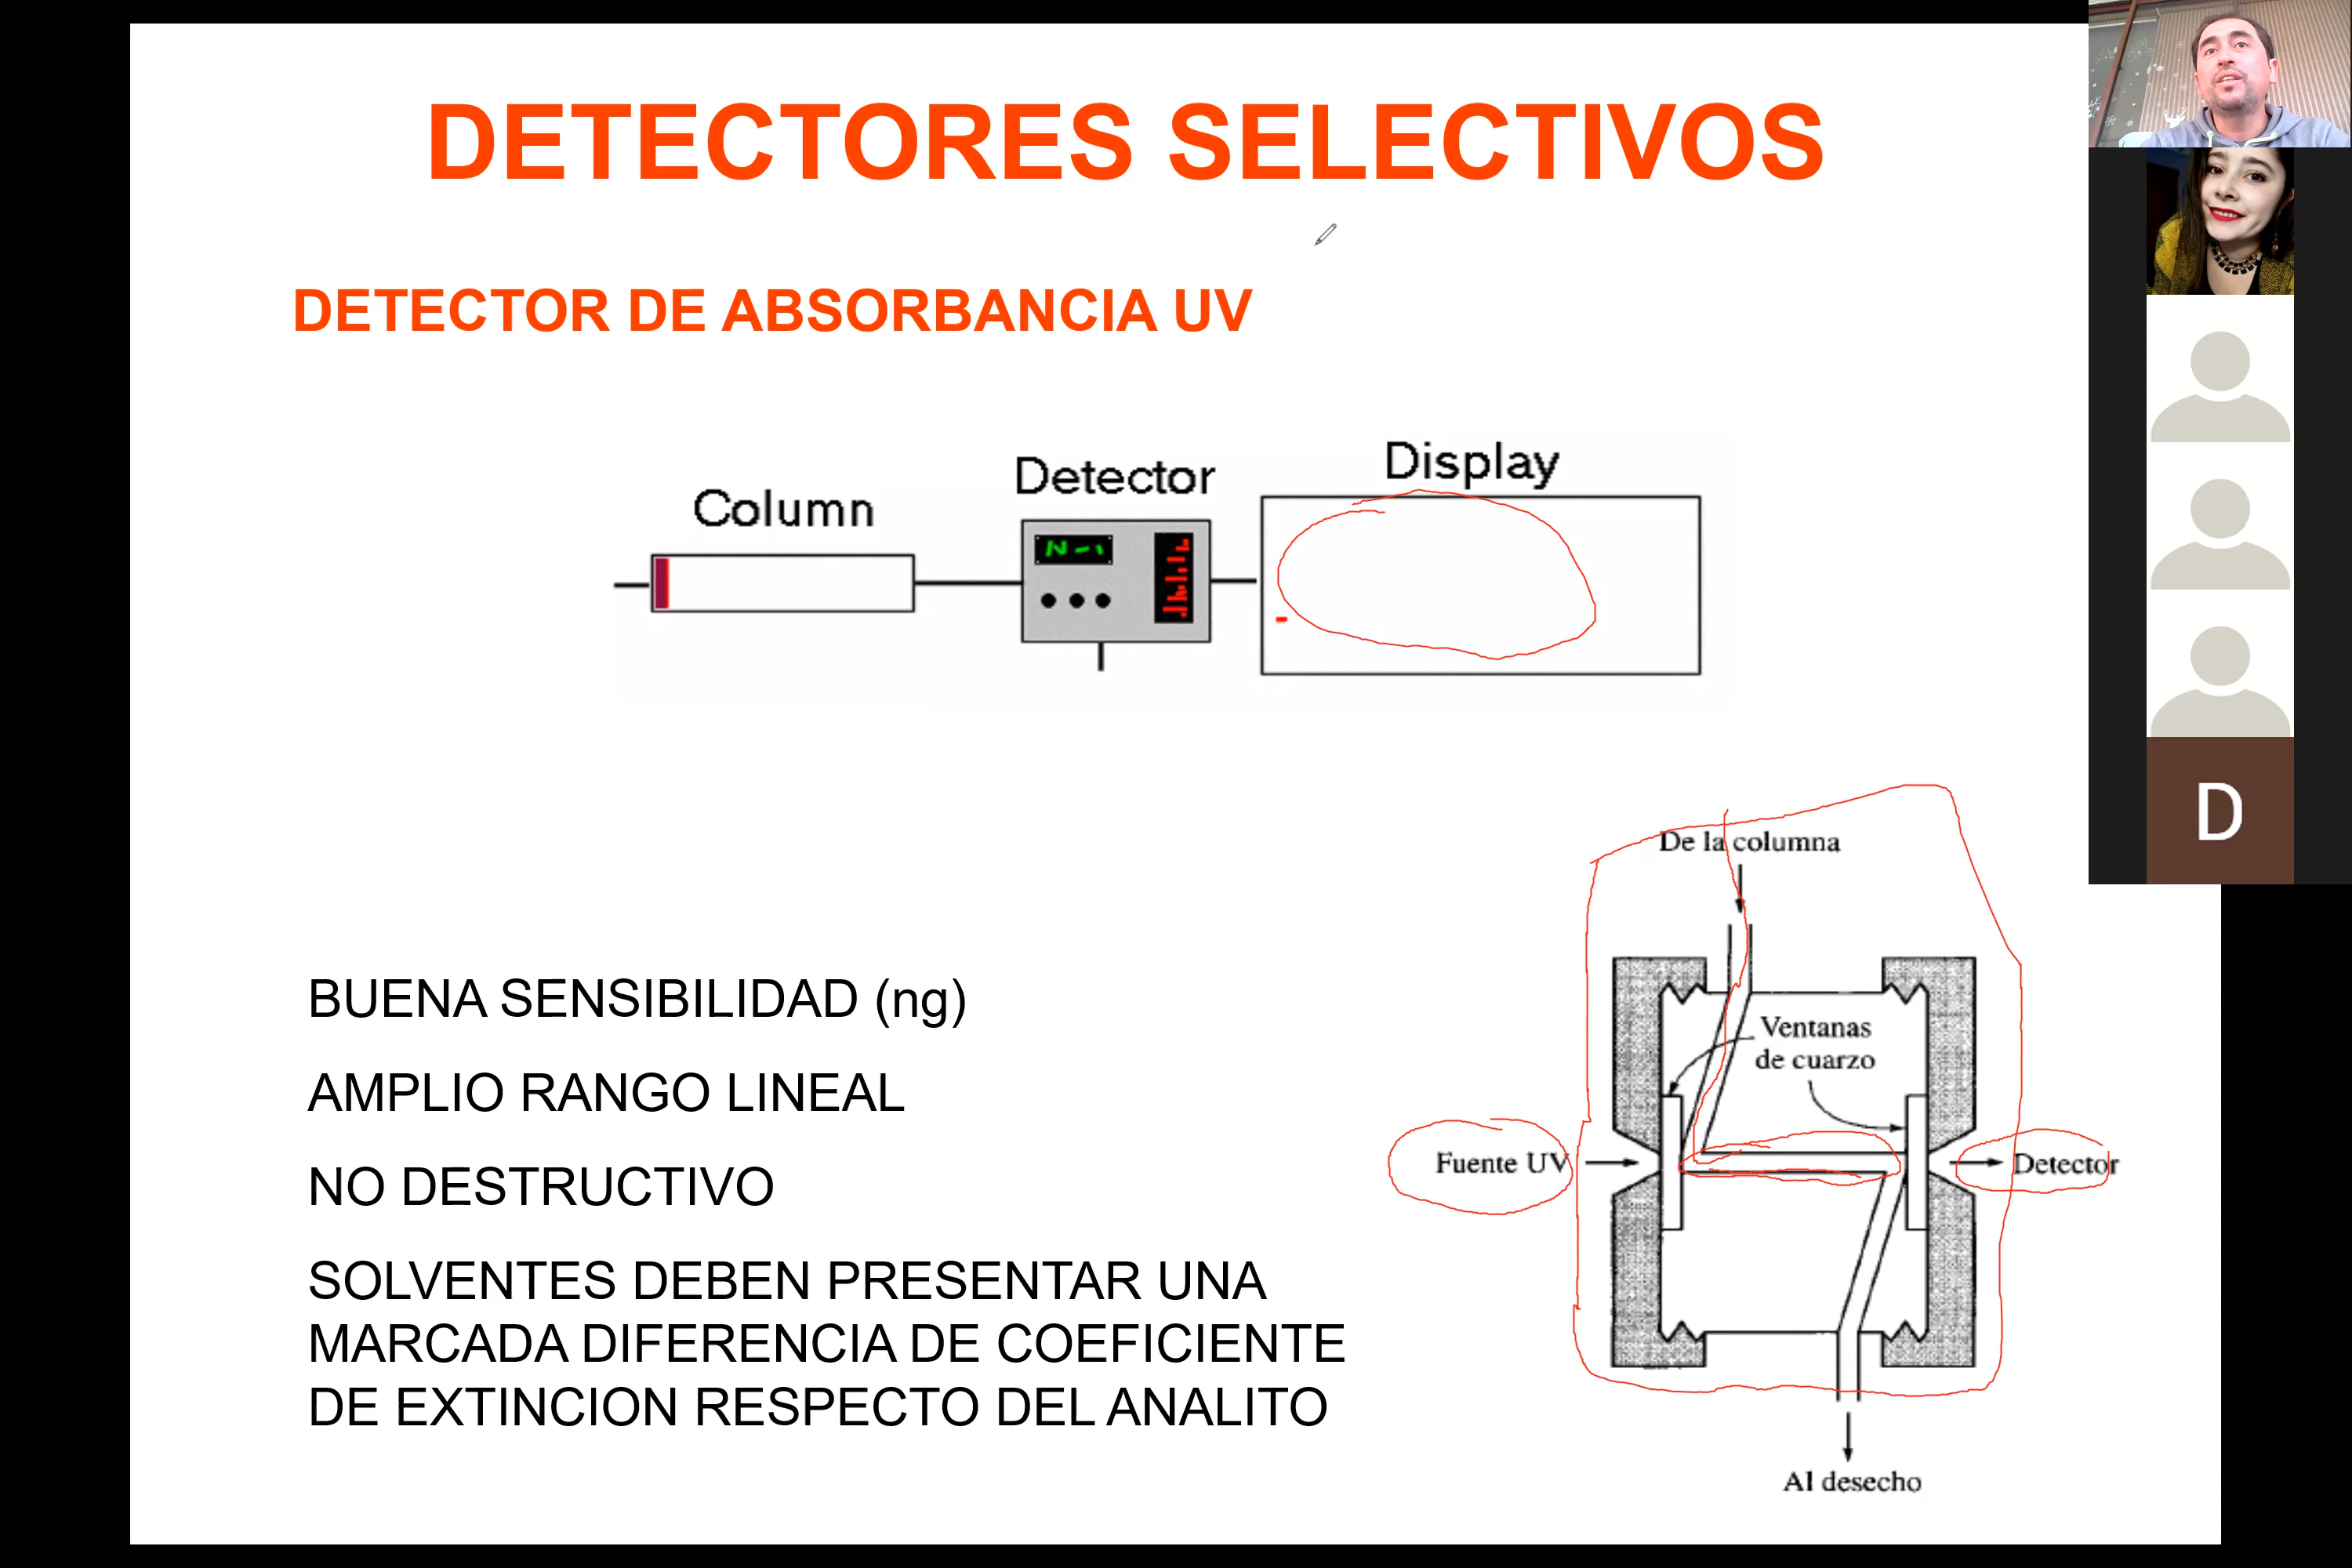 DETECTORES SELECTIVOS
DETECTOR DE ABSORBANCIA UV
Column
Detector
Display
BUENA SENSIBILIDAD (ng)
AMPLIO RANGO LINEAL
NO DESTRUCTIVO
SOLVENTES DEBEN PRESENTAR UNA
MARCADA DIFERENCIA DE COEFICIENTE
DE EXTINCION RESPECTO DEL ANALITO
De la columna
Ventanas
de cuarzo
Fuente UV
Detector
Al desecho
D